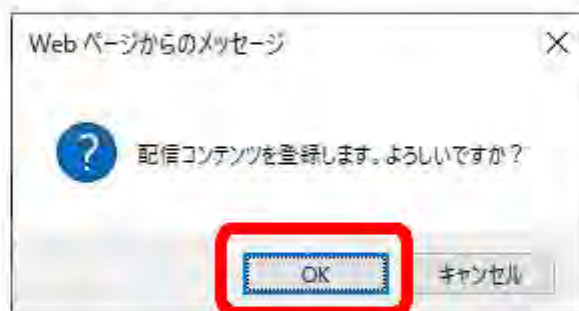 Web ページからのメッセージ
配信コンテンツを登録します。よろしいですか？
OK
キャンセル